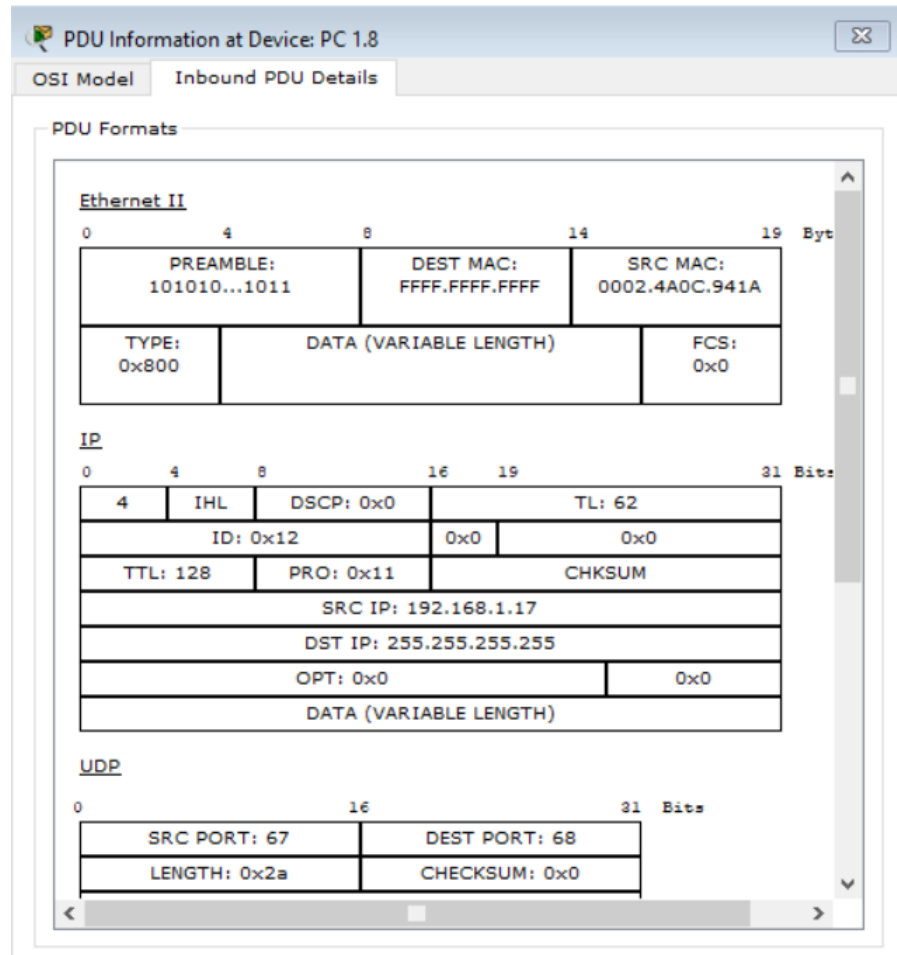 PDU Information at Device: PC 1.8
OSI Model Inbound PDU Details
PDU Formats
Ethernet II
0 4 8 14 19 Byt
PREAMBLE: DEST MAC: SRC MAC:
101010...1011 FFFF.FFFF.FFFF 0002.4A0C.941A
TYPE: DATA (VARIABLE LENGTH) FCS:
0x800 0x0
IP
0 4 8 16 19 31 Bits
4 IHL DSCP: 0x0 TL: 62
ID: 0x12 0x0 0x0
TTL: 128 PRO: 0x11 CHKSUM
SRC IP: 192.168.1.17
DST IP: 255.255.255.255
OPT: 0x0 0x0
DATA (VARIABLE LENGTH)
UDP
0 16 31 Bits
SRC PORT: 67 DEST PORT: 68
LENGTH: 0x2a CHECKSUM: 0x0